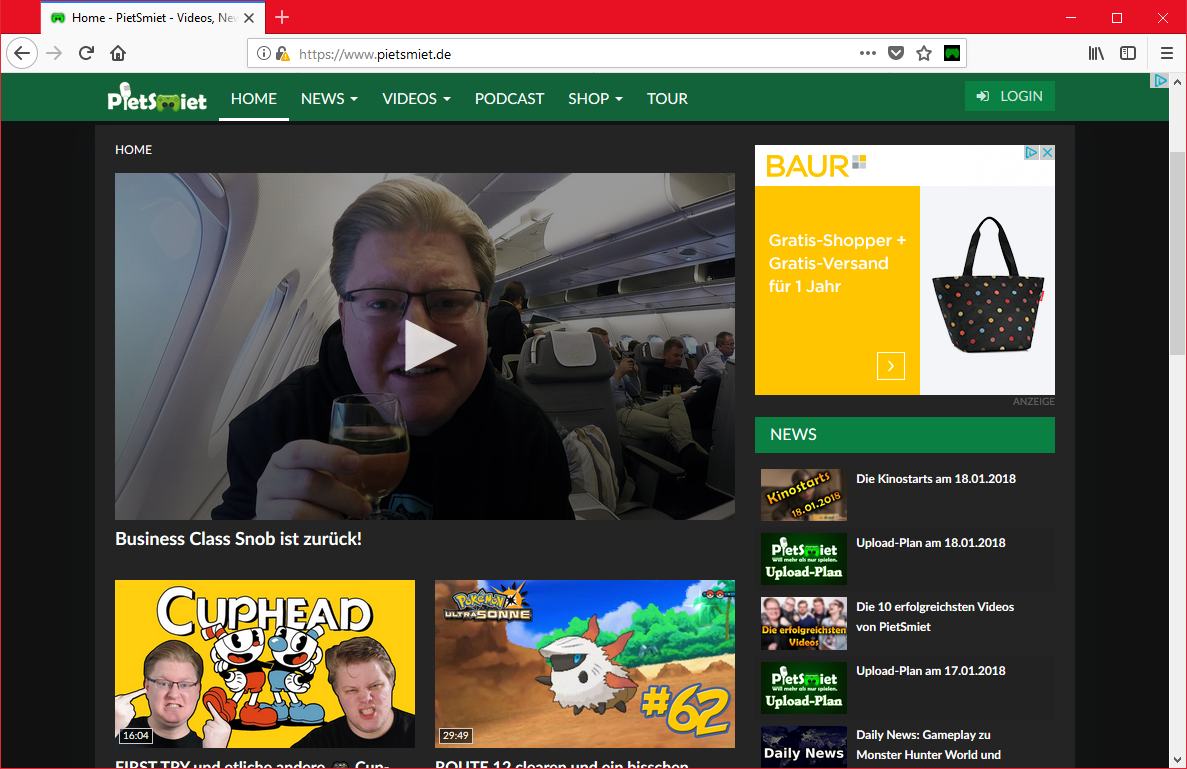 Home - PietSmiet - Videos, New
https://www.pietsmiet.de
PietSmiet
HOME
NEWS
VIDEOS
PODCAST
SHOP
TOUR
LOGIN
HOME
Business Class Snob ist zurück!
CUPHEAD
16:04
FIRST TRY und etliche andere 🎮 Cup-
POKÉMON
ULTRASONNE
#62
29:49
ROUTE 12 clearen und ein bisschen
BAUR
Gratis-Shopper +
Gratis-Versand
für 1 Jahr
ANZEIGE
NEWS
Kinostarts
18.01.2018
Die Kinostarts am 18.01.2018
PietSmiet
Will mehr als nur spielen.
Upload-Plan
Upload-Plan am 18.01.2018
Die erfolgreichsten
Videos
Die 10 erfolgreichsten Videos
von PietSmiet
PietSmiet
Will mehr als nur spielen.
Upload-Plan
Upload-Plan am 17.01.2018
Daily News
Daily News: Gameplay zu
Monster Hunter World und